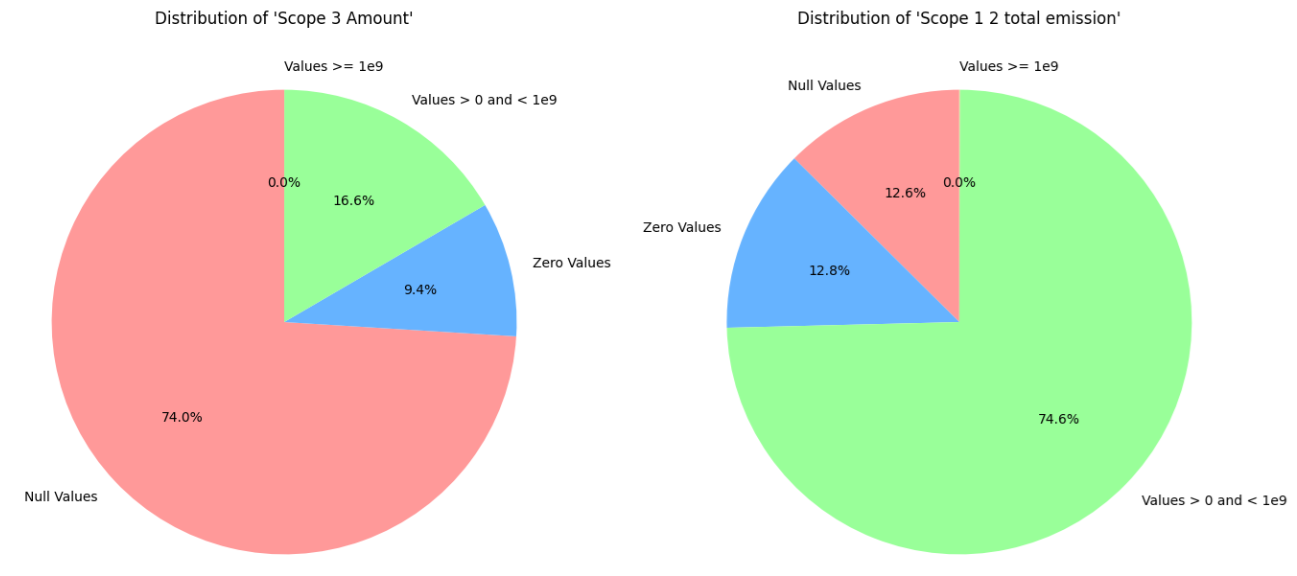 Distribution of 'Scope 3 Amount'
Values >= 1e9
Values > 0 and < 1e9
0.0%
16.6%
Zero Values
9.4%
74.0%
Null Values
Distribution of 'Scope 1 2 total emission'
Values >= 1e9
Null Values
0.0%
12.6%
Zero Values
12.8%
74.6%
Values > 0 and < 1e9